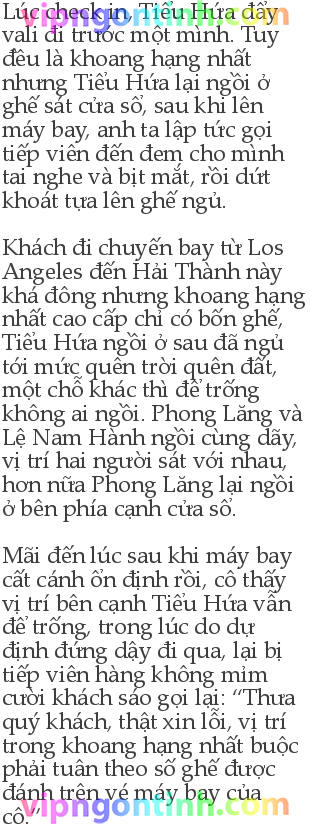 vipngontinh.com
Lúc check in, Tiểu Hứa đẩy
vali đi trước một mình. Tuy
đều là khoang hạng nhất
nhưng Tiểu Hứa lại ngồi ở
ghế sát cửa sổ, sau khi lên
máy bay, anh ta lập tức gọi
tiếp viên đến đem cho mình
tai nghe và bịt mắt, rồi dứt
khoát tựa lên ghế ngủ.
Khách đi chuyến bay từ Los
Angeles đến Hải Thành này
khá đông nhưng khoang hạng
nhất cao cấp chỉ có bốn ghế,
Tiểu Hứa ngồi ở sau đã ngủ
tới mức quên trời quên đất,
một chỗ khác thì để trống
không ai ngồi. Phong Lăng và
Lệ Nam Hành ngồi cùng dãy,
vị trí hai người sát với nhau,
hơn nữa Phong Lăng lại ngồi
ở bên phía cạnh cửa sổ.
Mãi đến lúc sau khi máy bay
cất cánh ổn định rồi, cô thấy
vị trí bên cạnh Tiểu Hứa vẫn
để trống, trong lúc do dự
định đứng dậy đi qua, lại bị
tiếp viên hàng không mỉm
cười khách sáo gọi lại: “Thưa
quý khách, thật xin lỗi, vị trí
trong khoang hạng nhất buộc
phải tuân theo số ghế được
đánh trên vé máy bay của
cô.”
vipngontinh.com